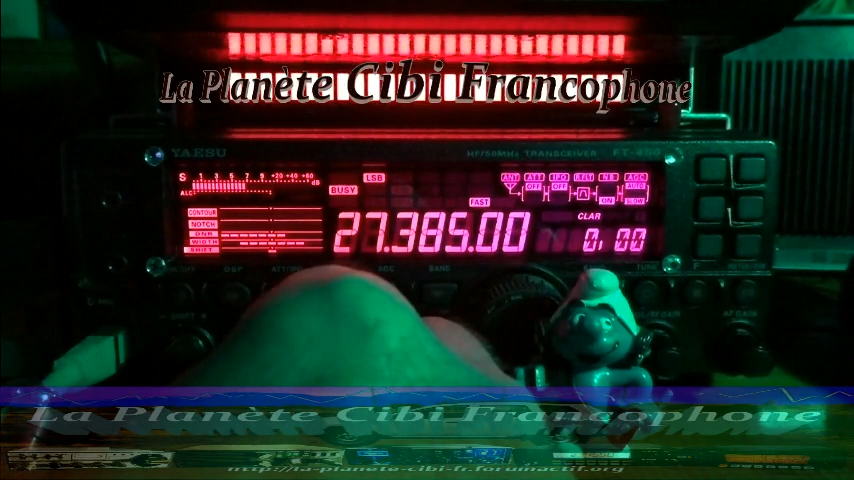 La Planète Cibi Francophone
YAESU HF/50MHz TRANSCEIVER FT-450
S 1 3 5 7 9 +20 +40 +60 dB
ALC
BUSY LSB
ANT ATT IPO R.FLT NB AGC
OFF OFF ON AUTO SLOW
CONTOUR
NOTCH
DNR
WIDTH
SHIFT
FAST
27.385.00
CLAR
0.00
DSP AGC BAND
AF GAIN
La Planète Cibi Francophone
http://la-planete-cibi-fr.forumactif.org